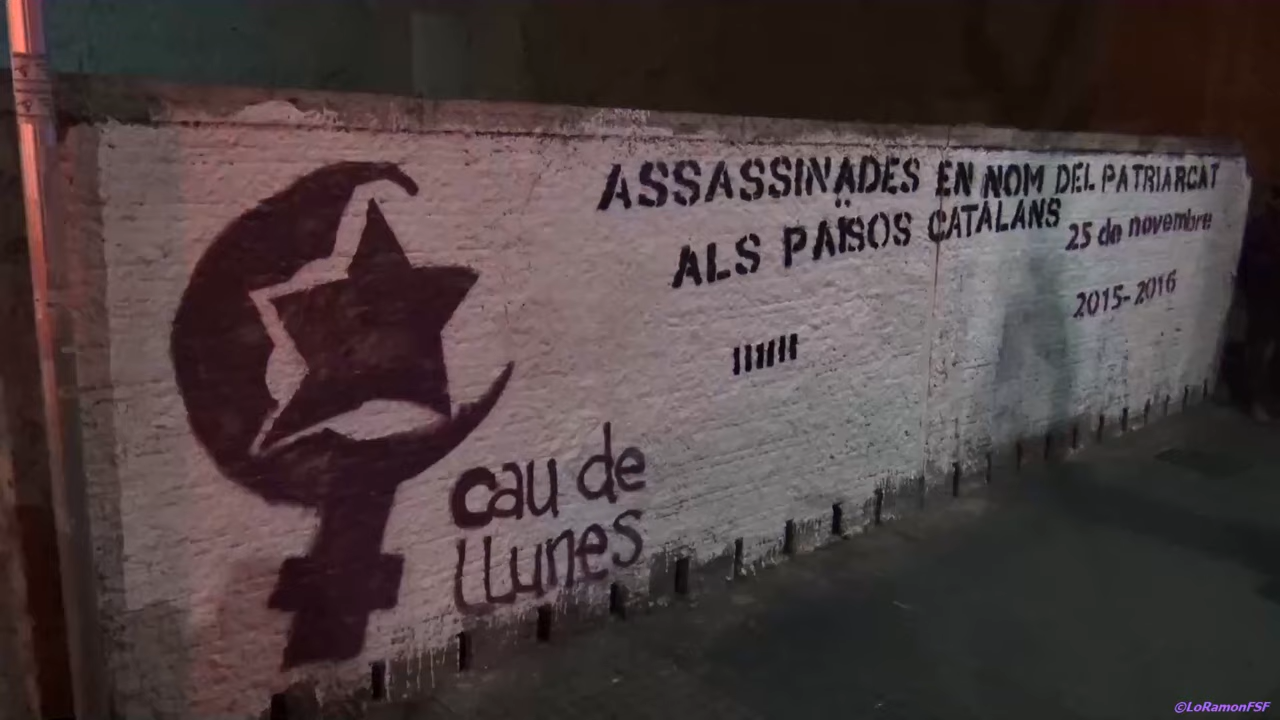 ASSASSINADES EN NOM DEL PATRIARCAT
ALS PAÏSOS CATALANS
25 de novembre
2015-2016
cau de
llunes
©LoRamonFSF